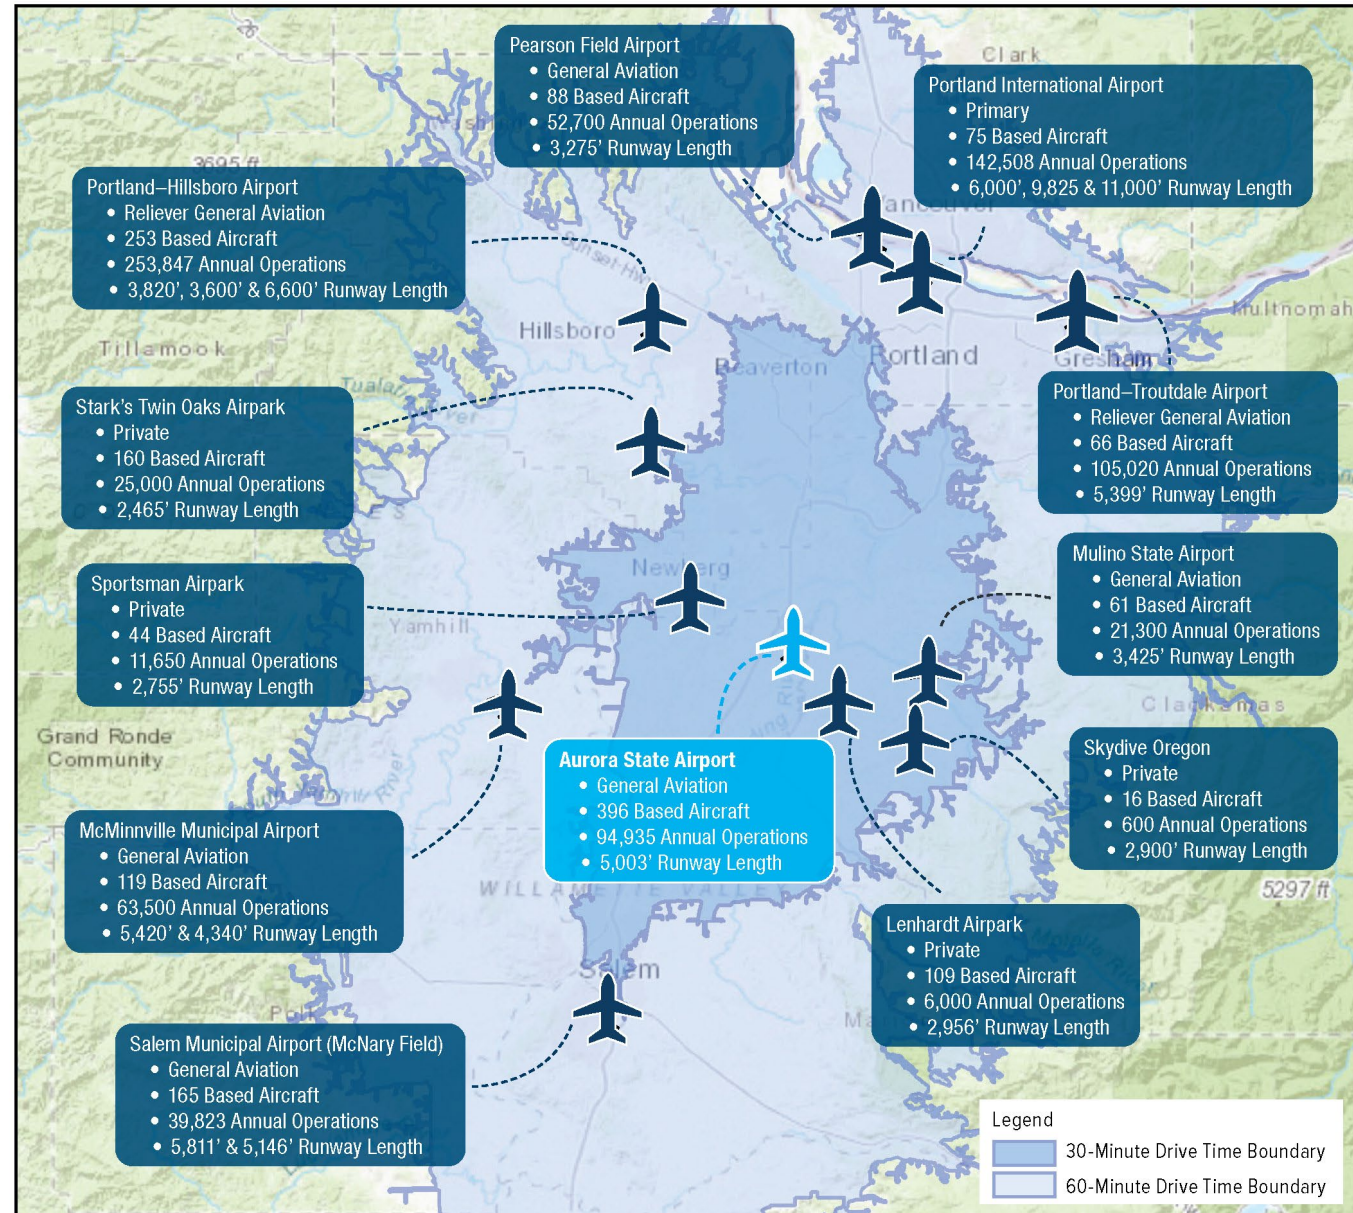 Pearson Field Airport
• General Aviation
• 88 Based Aircraft
• 52,700 Annual Operations
• 3,275' Runway Length
Clark
Portland International Airport
• Primary
• 75 Based Aircraft
• 142,508 Annual Operations
• 6,000', 9,825 & 11,000' Runway Length
3695 ft
Portland–Hillsboro Airport
• Reliever General Aviation
• 253 Based Aircraft
• 253,847 Annual Operations
• 3,820', 3,600' & 6,600' Runway Length
Vancouver
Sunset Hwy
Multnomah
Hillsboro
Tillamook
Beaverton
Portland
Gresham
Stark's Twin Oaks Airpark
• Private
• 160 Based Aircraft
• 25,000 Annual Operations
• 2,465' Runway Length
Portland–Troutdale Airport
• Reliever General Aviation
• 66 Based Aircraft
• 105,020 Annual Operations
• 5,399' Runway Length
Newberg
Sportsman Airpark
• Private
• 44 Based Aircraft
• 11,650 Annual Operations
• 2,755' Runway Length
Yamhill
Mulino State Airport
• General Aviation
• 61 Based Aircraft
• 21,300 Annual Operations
• 3,425' Runway Length
Clackamas
Grand Ronde
Community
Aurora State Airport
• General Aviation
• 396 Based Aircraft
• 94,935 Annual Operations
• 5,003' Runway Length
Skydive Oregon
• Private
• 16 Based Aircraft
• 600 Annual Operations
• 2,900' Runway Length
McMinnville Municipal Airport
• General Aviation
• 119 Based Aircraft
• 63,500 Annual Operations
• 5,420' & 4,340' Runway Length
WILLAMETTE VALLEY
5297 ft
Lenhardt Airpark
• Private
• 109 Based Aircraft
• 6,000 Annual Operations
• 2,956' Runway Length
Salem
Salem Municipal Airport (McNary Field)
• General Aviation
• 165 Based Aircraft
• 39,823 Annual Operations
• 5,811' & 5,146' Runway Length
Legend
30-Minute Drive Time Boundary
60-Minute Drive Time Boundary